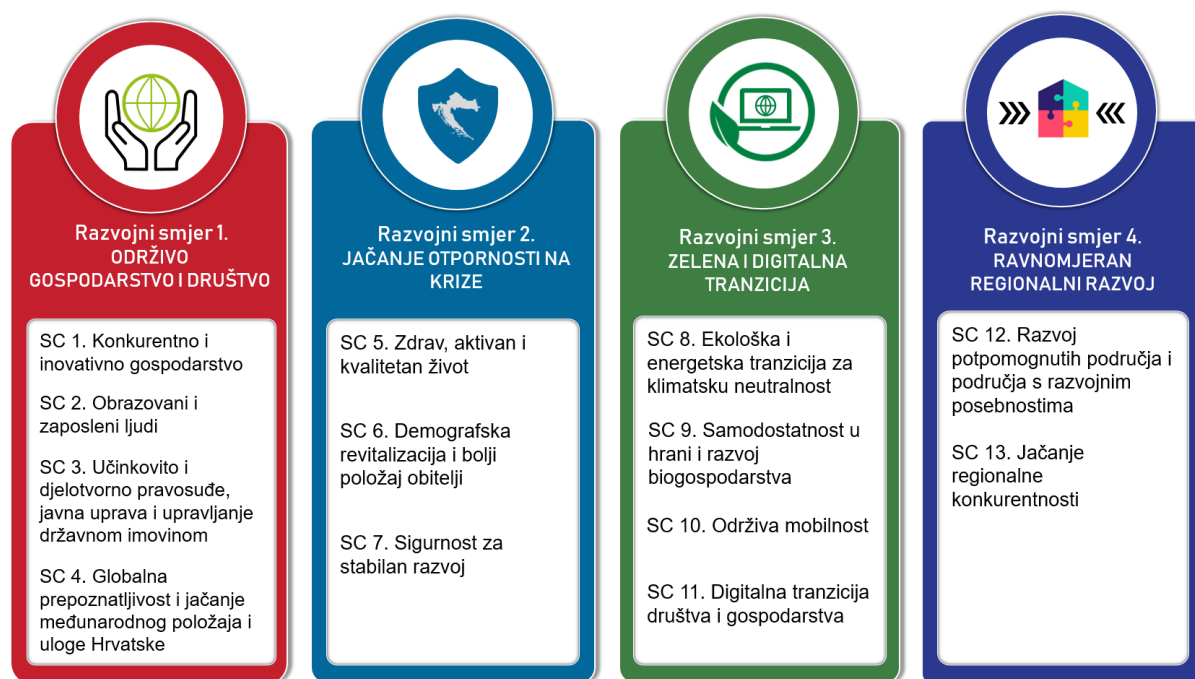 Razvojni smjer 1.
ODRŽIVO
GOSPODARSTVO I DRUŠTVO
SC 1. Konkurentno i
inovativno gospodarstvo
SC 2. Obrazovani i
zaposleni ljudi
SC 3. Učinkovito i
djelotvorno pravosuđe,
javna uprava i upravljanje
državnom imovinom
SC 4. Globalna
prepoznatljivost i jačanje
međunarodnog položaja i
uloge Hrvatske
Razvojni smjer 2.
JAČANJE OTPORNOSTI NA
KRIZE
SC 5. Zdrav, aktivan i
kvalitetan život
SC 6. Demografska
revitalizacija i bolji
položaj obitelji
SC 7. Sigurnost za
stabilan razvoj
Razvojni smjer 3.
ZELENA I DIGITALNA
TRANZICIJA
SC 8. Ekološka i
energetska tranzicija za
klimatsku neutralnost
SC 9. Samodostatnost u
hrani i razvoj
biogospodarstva
SC 10. Održiva mobilnost
SC 11. Digitalna tranzicija
društva i gospodarstva
Razvojni smjer 4.
RAVNOMJERAN
REGIONALNI RAZVOJ
SC 12. Razvoj
potpomognutih područja i
područja s razvojnim
posebnostima
SC 13. Jačanje
regionalne
konkurentnosti